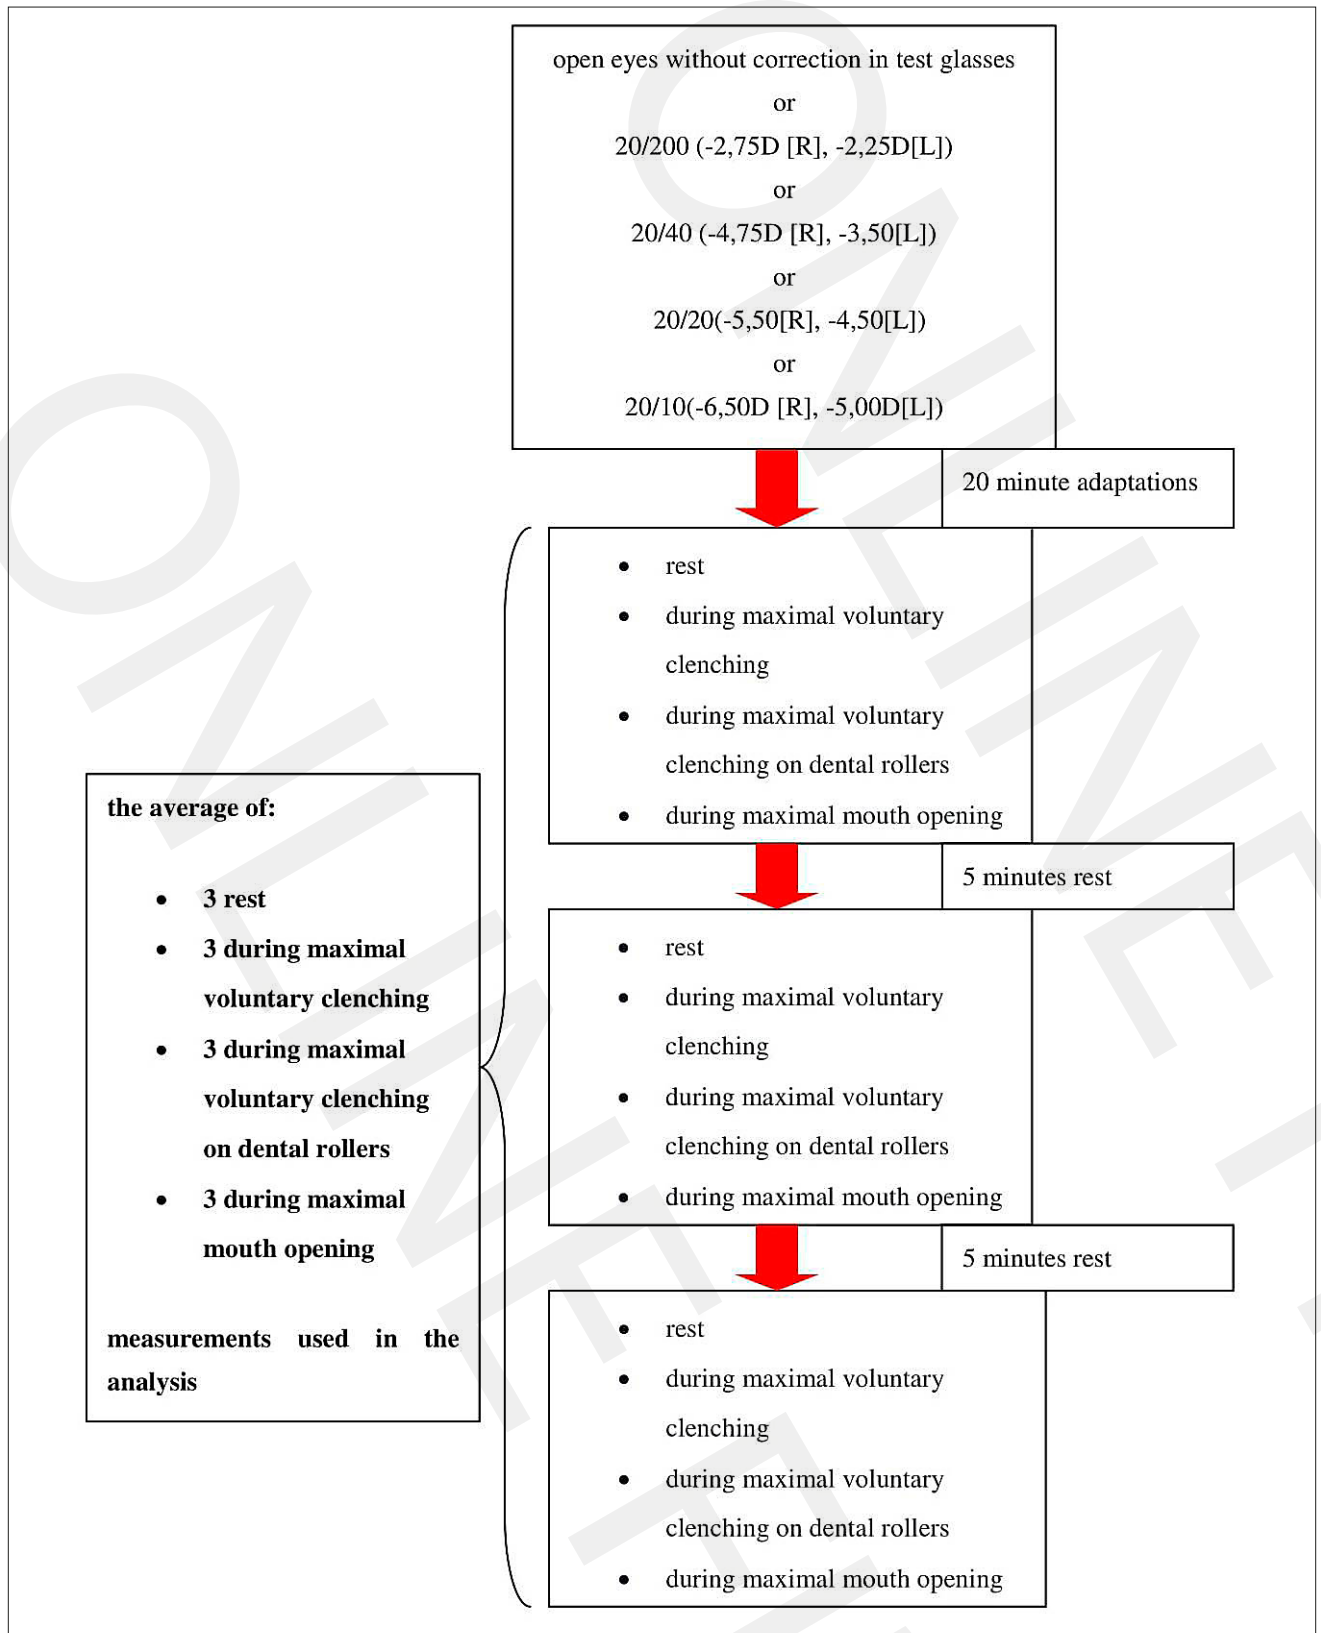 open eyes without correction in test glasses
or
20/200 (-2,75D [R], -2,25D[L])
or
20/40 (-4,75D [R], -3,50[L])
or
20/20(-5,50[R], -4,50[L])
or
20/10(-6,50D [R], -5,00D[L])
20 minute adaptations
• rest
• during maximal voluntary
clenching
• during maximal voluntary
clenching on dental rollers
• during maximal mouth opening
5 minutes rest
• rest
• during maximal voluntary
clenching
• during maximal voluntary
clenching on dental rollers
• during maximal mouth opening
5 minutes rest
• rest
• during maximal voluntary
clenching
• during maximal voluntary
clenching on dental rollers
• during maximal mouth opening
the average of:
• 3 rest
• 3 during maximal
voluntary clenching
• 3 during maximal
voluntary clenching
on dental rollers
• 3 during maximal
mouth opening
measurements used in the
analysis
ONLINE
ONLINE